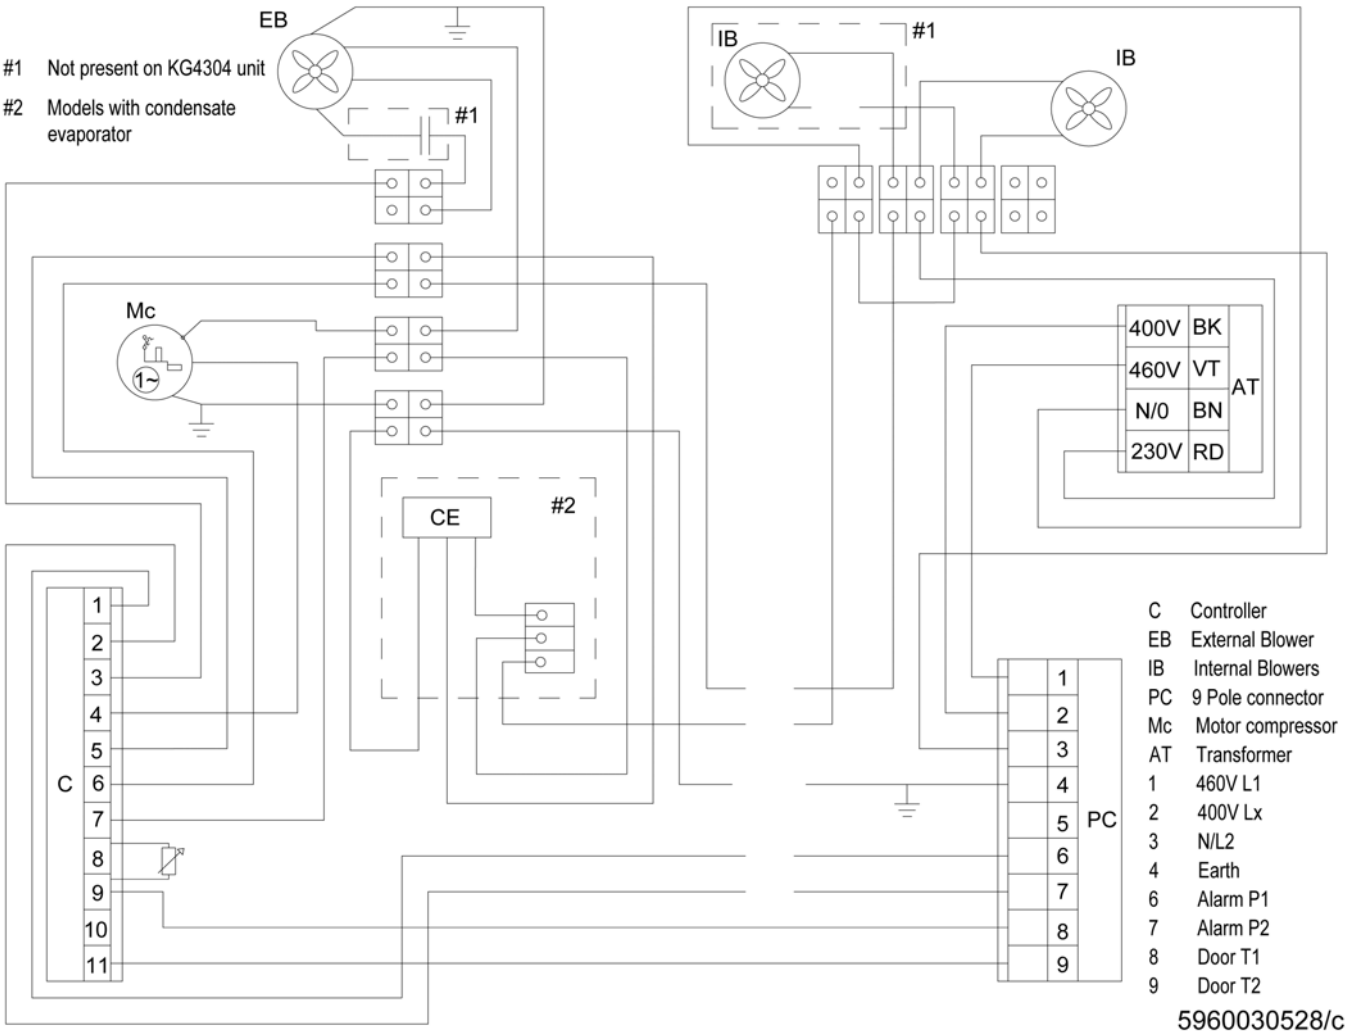 EB
#1 Not present on KG4304 unit
#2 Models with condensate
evaporator
#1
IB
#1
IB
Mc
1~
400V BK
460V VT
N/0 BN
230V RD
AT
#2
CE
C
1
2
3
4
5
6
7
8
9
10
11
1
2
3
4
5
6
7
8
9
PC
C Controller
EB External Blower
IB Internal Blowers
PC 9 Pole connector
Mc Motor compressor
AT Transformer
1 460V L1
2 400V Lx
3 N/L2
4 Earth
6 Alarm P1
7 Alarm P2
8 Door T1
9 Door T2
5960030528/c